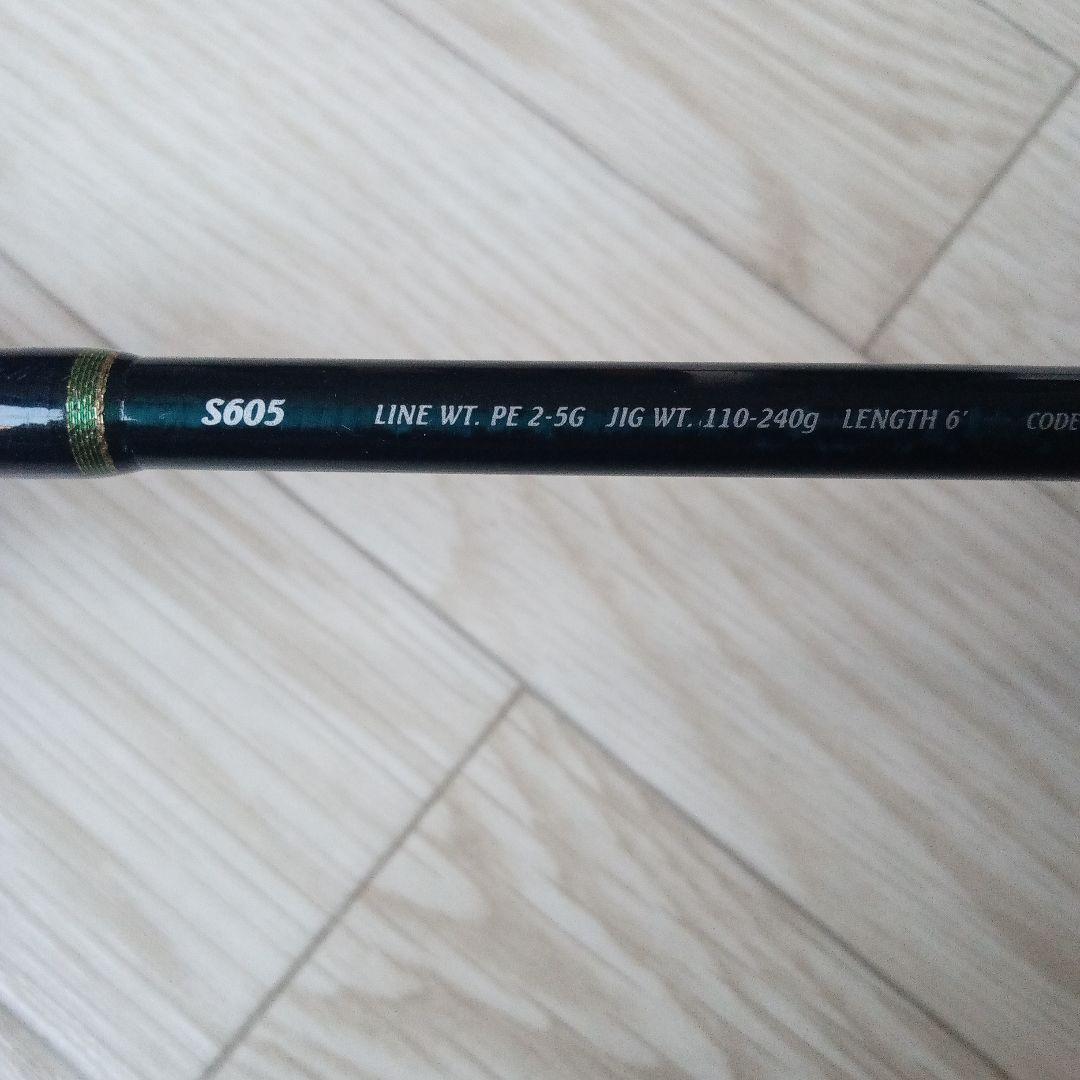 S605 LINE WT. PE 2-5G JIG WT. 110-240g LENGTH 6' CODE